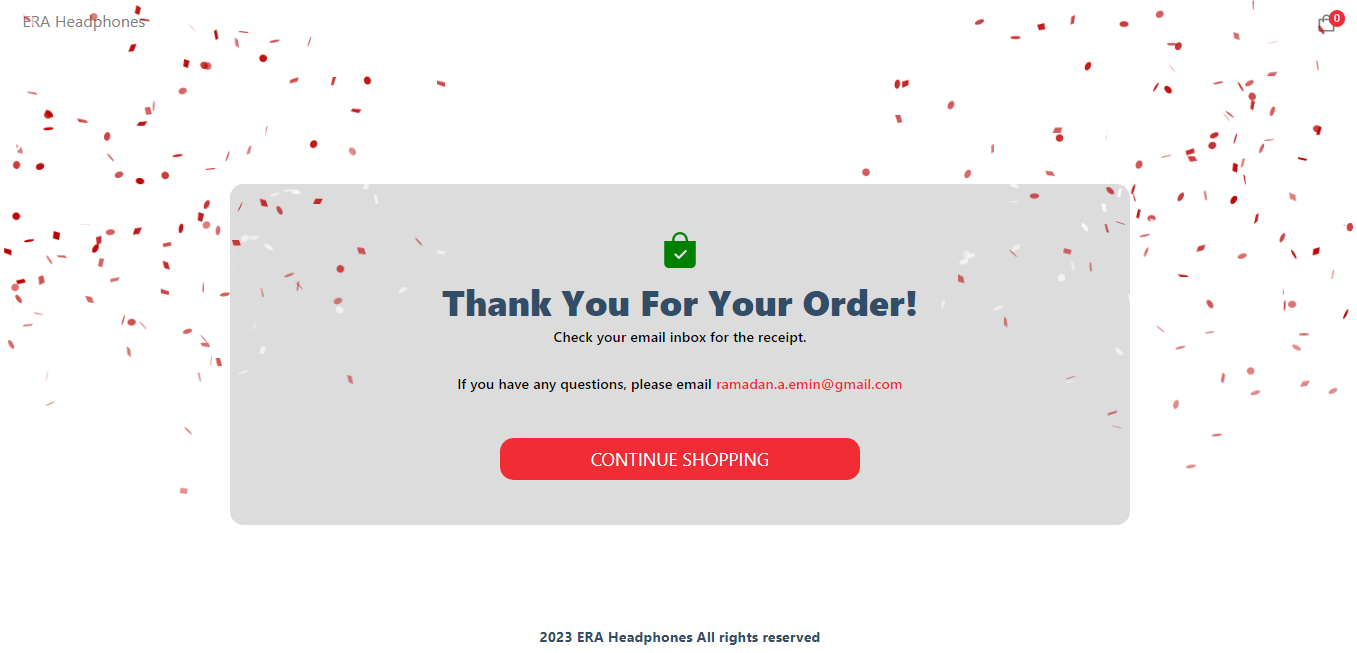 ERA Headphones
0
Thank You For Your Order!
Check your email inbox for the receipt.
If you have any questions, please email ramadan.a.emin@gmail.com
CONTINUE SHOPPING
2023 ERA Headphones All rights reserved